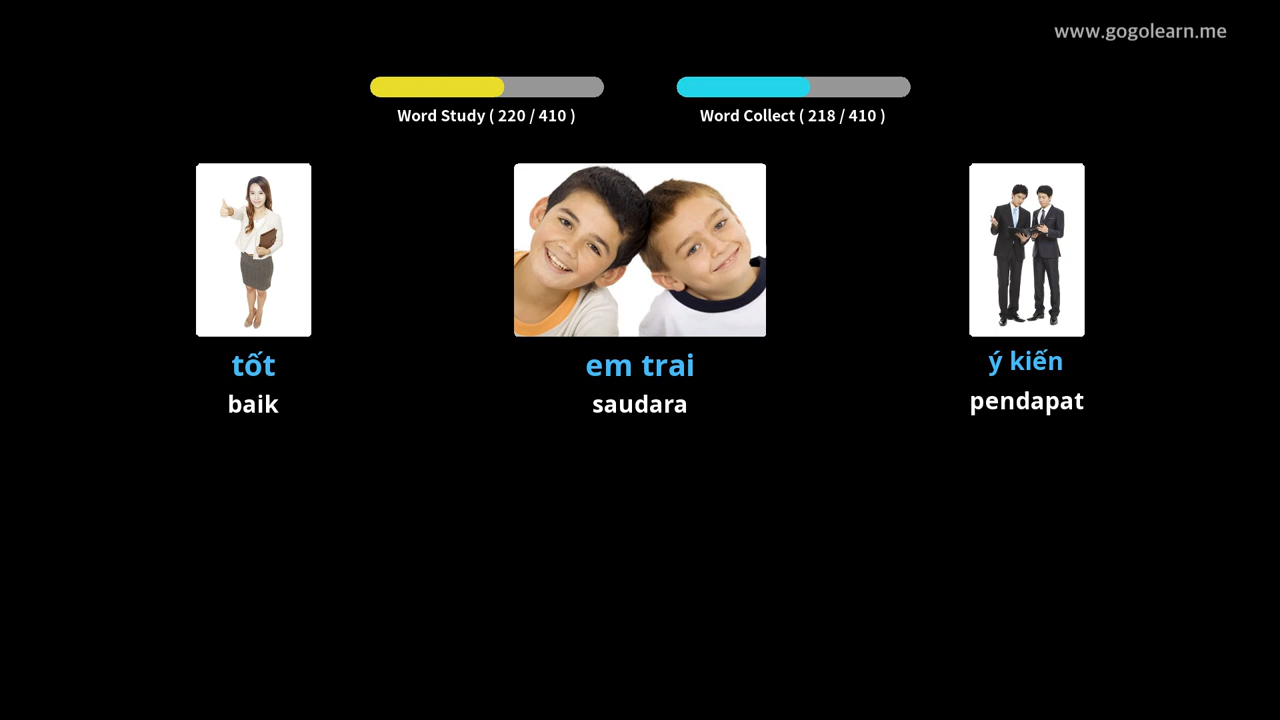 www.gogolearn.me
Word Study ( 220 / 410 )
Word Collect ( 218 / 410 )
tốt
em trai
ý kiến
baik
saudara
pendapat